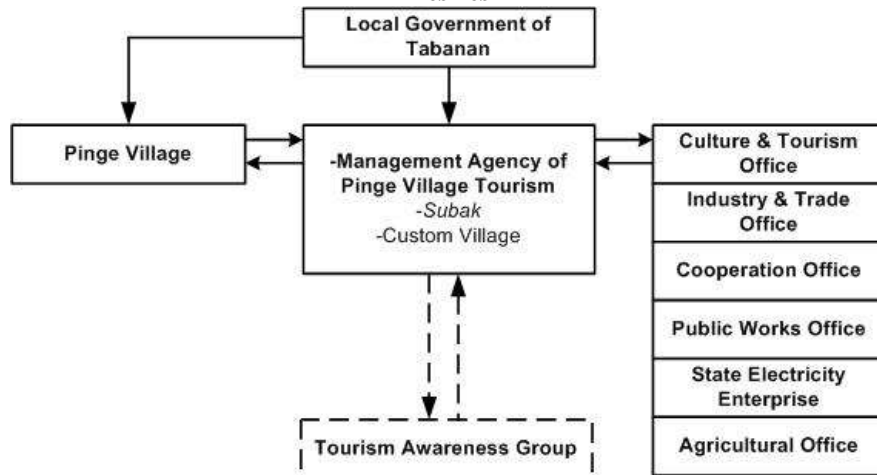 Local Government of
Tabanan
Pinge Village
-Management Agency of
Pinge Village Tourism
-Subak
-Custom Village
Culture & Tourism
Office
Industry & Trade
Office
Cooperation Office
Public Works Office
State Electricity
Enterprise
Agricultural Office
Tourism Awareness Group